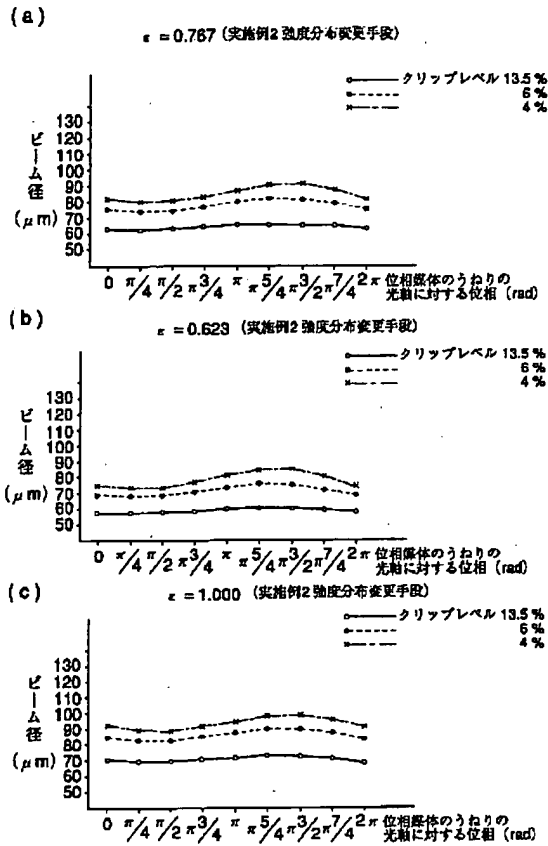 (a)
ε = 0.767 (実施例2 強度分布変更手段)
クリップレベル 13.5 %
6 %
4 %
ビーム径
(μm)
130
120
110
100
90
80
70
60
50
0 π/4 π/2 π3/4 π π5/4 π3/2 π7/4 2π
位相媒体のうねりの
光軸に対する位相 (rad)
(b)
ε = 0.623 (実施例2 強度分布変更手段)
クリップレベル 13.5 %
6 %
4 %
ビーム径
(μm)
130
120
110
100
90
80
70
60
50
0 π/4 π/2 π3/4 π π5/4 π3/2 π7/4 2π
位相媒体のうねりの
光軸に対する位相 (rad)
(c)
ε = 1.000 (実施例2 強度分布変更手段)
クリップレベル 13.5 %
6 %
4 %
ビーム径
(μm)
130
120
110
100
90
80
70
60
50
0 π/4 π/2 π3/4 π π5/4 π3/2 π7/4 2π
位相媒体のうねりの
光軸に対する位相 (rad)